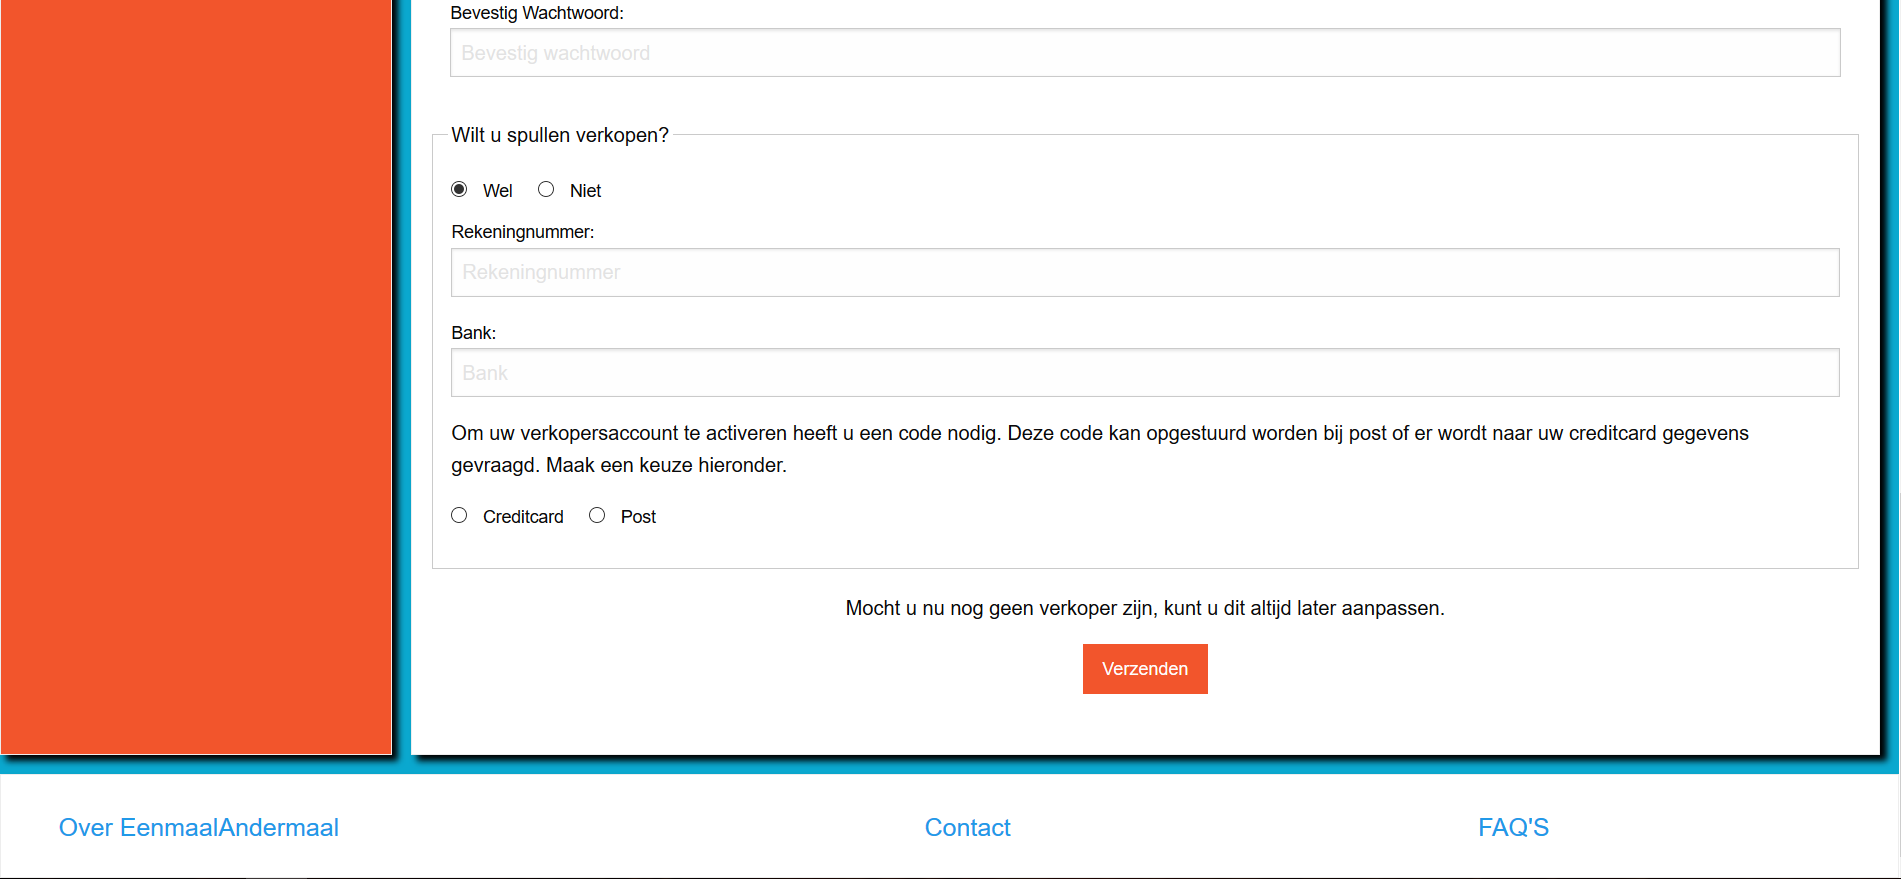 Bevestig Wachtwoord:
Bevestig wachtwoord
Wilt u spullen verkopen?
Wel Niet
Rekeningnummer:
Rekeningnummer
Bank:
Bank
Om uw verkopersaccount te activeren heeft u een code nodig. Deze code kan opgestuurd worden bij post of er wordt naar uw creditcard gegevens
gevraagd. Maak een keuze hieronder.
Creditcard Post
Mocht u nu nog geen verkoper zijn, kunt u dit altijd later aanpassen.
Verzenden
Over EenmaalAndermaal Contact FAQ'S